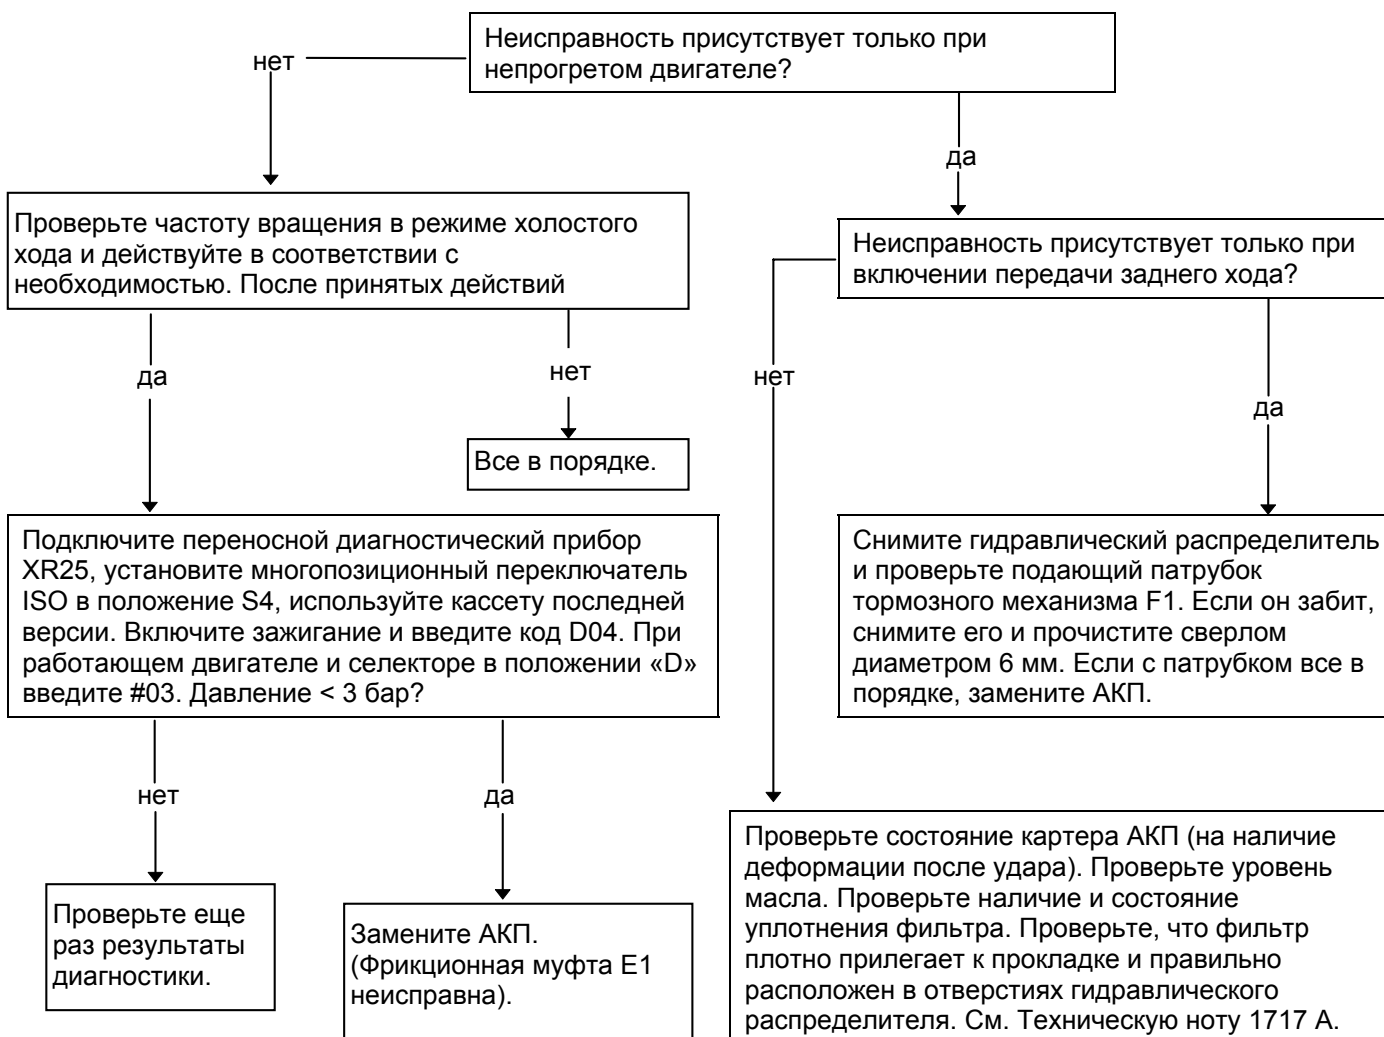 Неисправность присутствует только при
непрогретом двигателе?
нет
да
Проверьте частоту вращения в режиме холостого
хода и действуйте в соответствии с
необходимостью. После принятых действий
Неисправность присутствует только при
включении передачи заднего хода?
да
нет
нет
да
Все в порядке.
Подключите переносной диагностический прибор
XR25, установите многопозиционный переключатель
ISO в положение S4, используйте кассету последней
версии. Включите зажигание и введите код D04. При
работающем двигателе и селекторе в положении «D»
введите #03. Давление < 3 бар?
Снимите гидравлический распределитель
и проверьте подающий патрубок
тормозного механизма F1. Если он забит,
снимите его и прочистите сверлом
диаметром 6 мм. Если с патрубком все в
порядке, замените АКП.
нет
да
Проверьте еще
раз результаты
диагностики.
Замените АКП.
(Фрикционная муфта E1
неисправна).
Проверьте состояние картера АКП (на наличие
деформации после удара). Проверьте уровень
масла. Проверьте наличие и состояние
уплотнения фильтра. Проверьте, что фильтр
плотно прилегает к прокладке и правильно
расположен в отверстиях гидравлического
распределителя. См. Техническую ноту 1717 А.